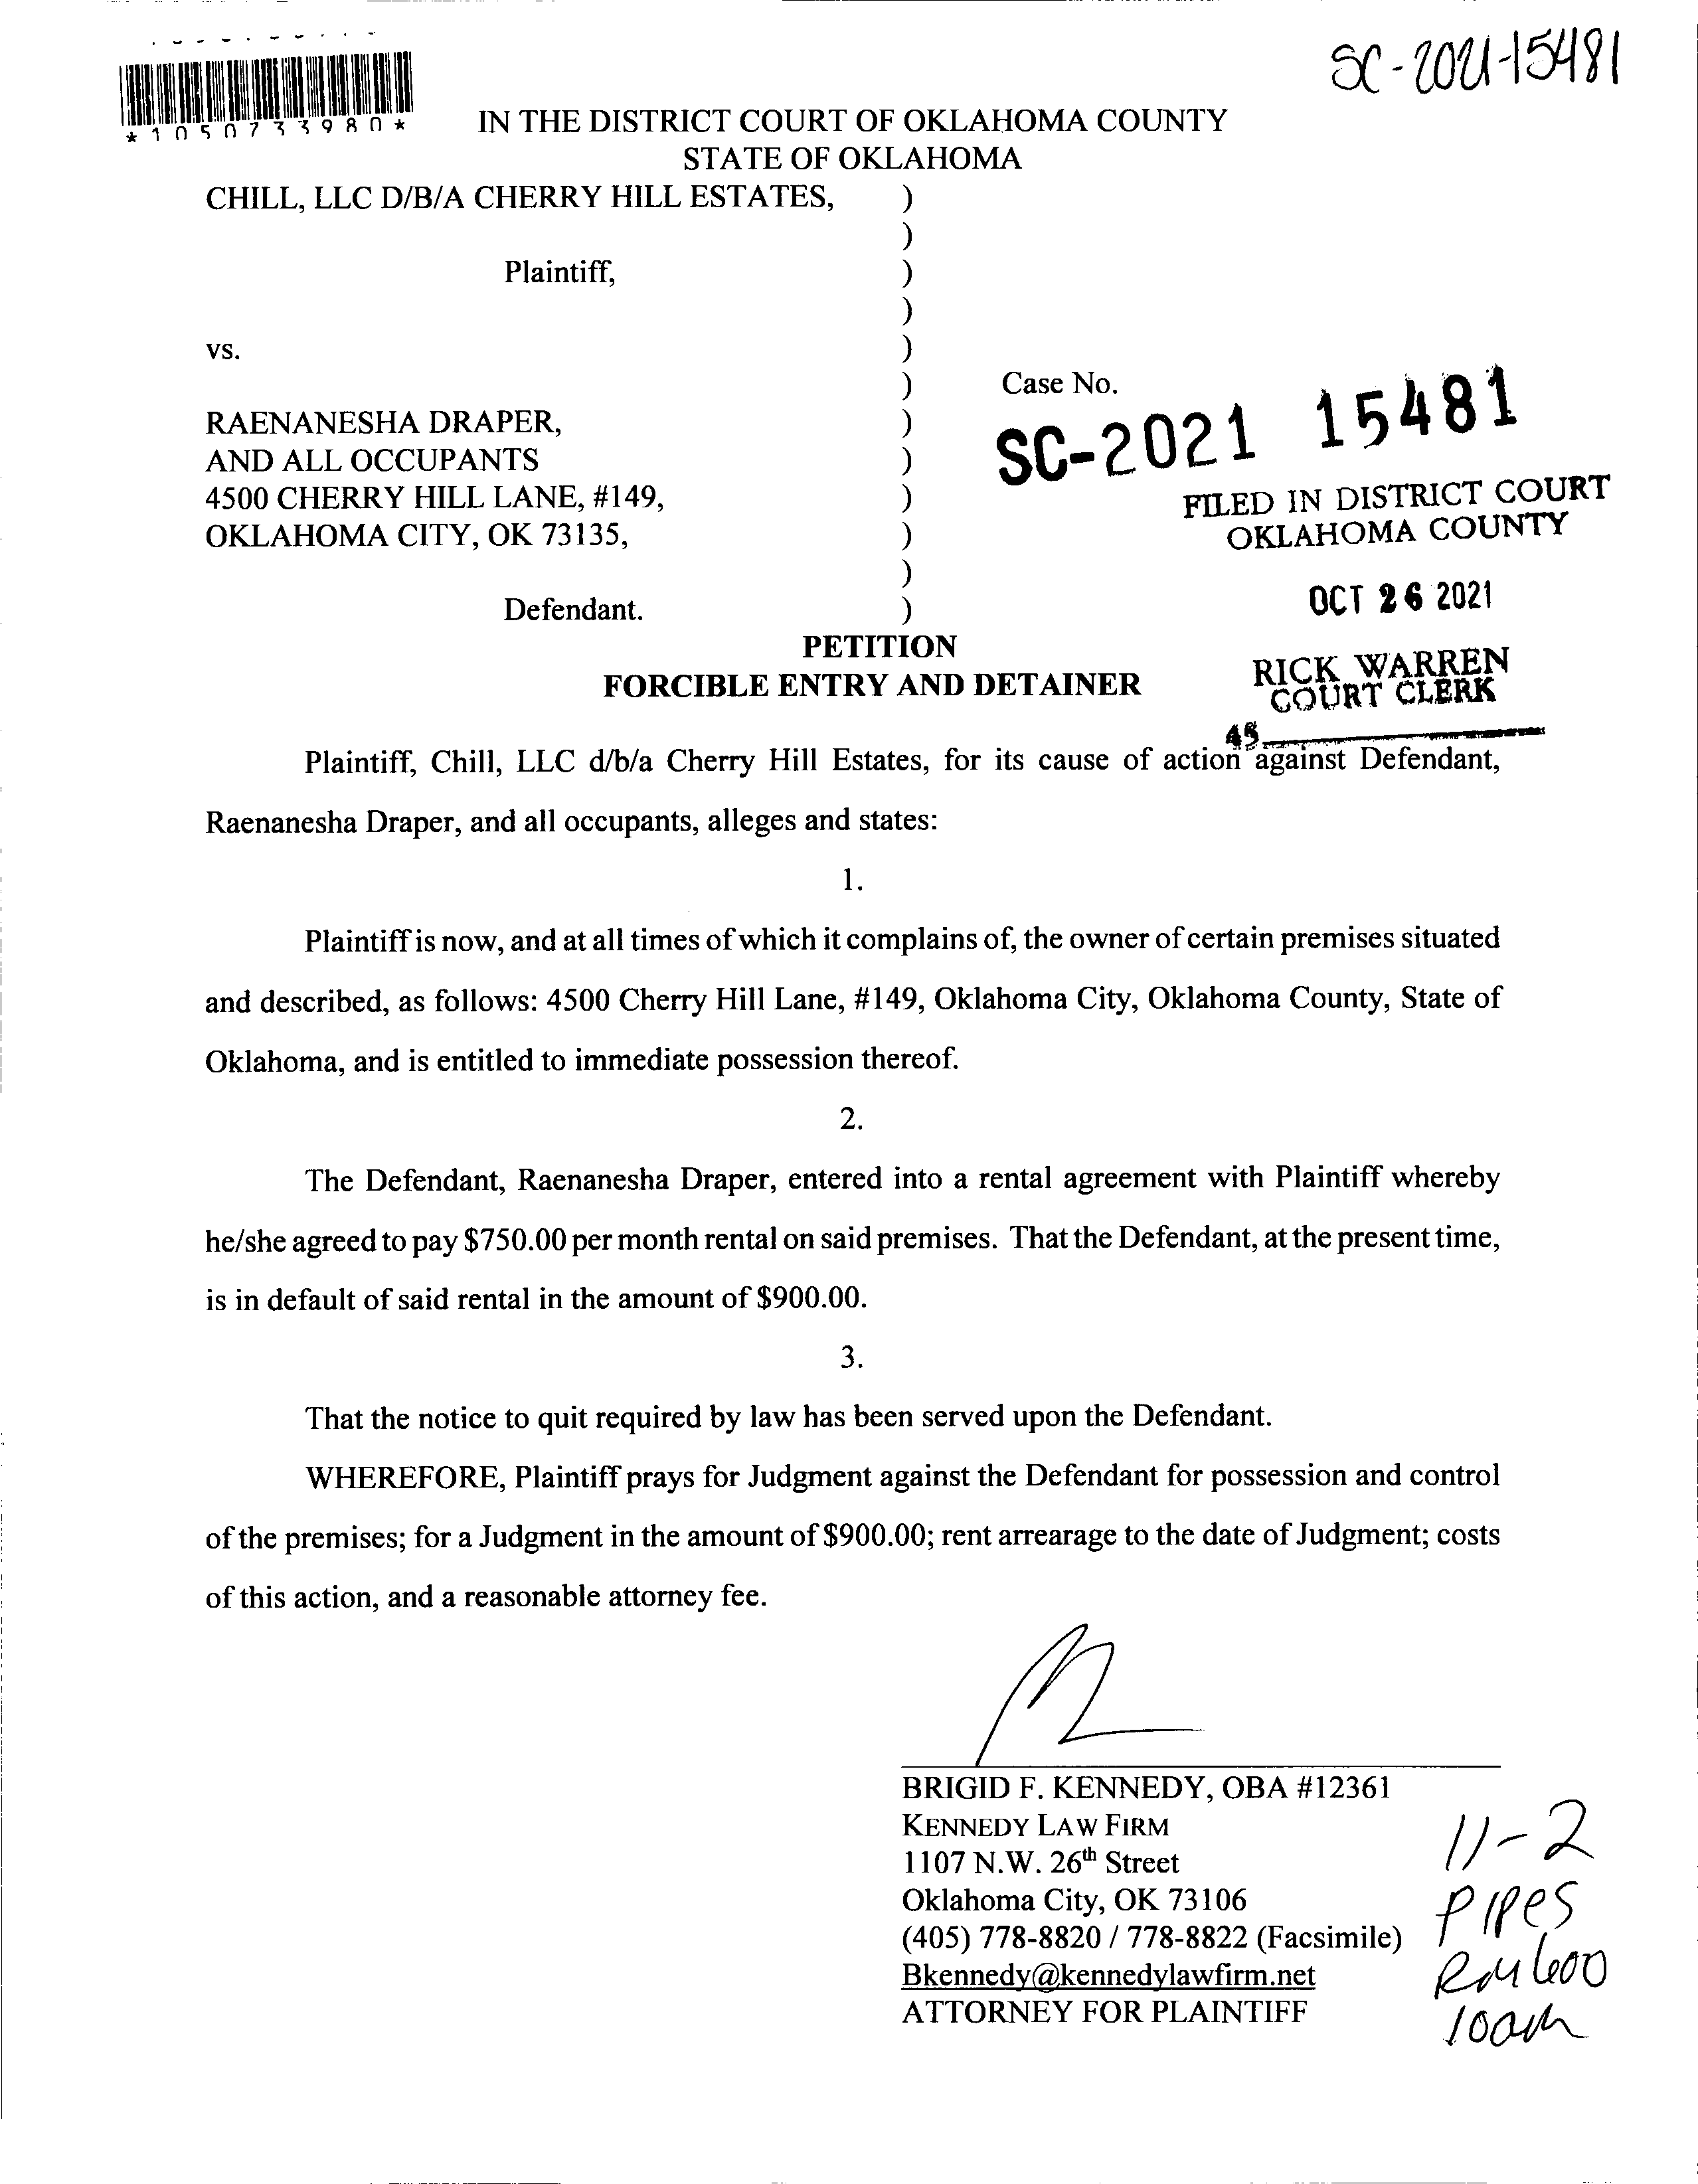 SC-2021-15481
*1050733980*
IN THE DISTRICT COURT OF OKLAHOMA COUNTY
STATE OF OKLAHOMA
CHILL, LLC D/B/A CHERRY HILL ESTATES, )
)
Plaintiff, )
)
vs. )
) Case No.
RAENANESHA DRAPER, )
AND ALL OCCUPANTS )
4500 CHERRY HILL LANE, #149, )
OKLAHOMA CITY, OK 73135, )
)
Defendant. )
SC-2021 15481
FILED IN DISTRICT COURT
OKLAHOMA COUNTY
OCT 26 2021
RICK WARREN
COURT CLERK
45
PETITION
FORCIBLE ENTRY AND DETAINER
Plaintiff, Chill, LLC d/b/a Cherry Hill Estates, for its cause of action against Defendant,
Raenanesha Draper, and all occupants, alleges and states:
1.
Plaintiff is now, and at all times of which it complains of, the owner of certain premises situated
and described, as follows: 4500 Cherry Hill Lane, #149, Oklahoma City, Oklahoma County, State of
Oklahoma, and is entitled to immediate possession thereof.
2.
The Defendant, Raenanesha Draper, entered into a rental agreement with Plaintiff whereby
he/she agreed to pay $750.00 per month rental on said premises. That the Defendant, at the present time,
is in default of said rental in the amount of $900.00.
3.
That the notice to quit required by law has been served upon the Defendant.
WHEREFORE, Plaintiff prays for Judgment against the Defendant for possession and control
of the premises; for a Judgment in the amount of $900.00; rent arrearage to the date of Judgment; costs
of this action, and a reasonable attorney fee.
BRIGID F. KENNEDY, OBA #12361
KENNEDY LAW FIRM
1107 N.W. 26th Street
Oklahoma City, OK 73106
(405) 778-8820 / 778-8822 (Facsimile)
Bkennedy@kennedylawfirm.net
ATTORNEY FOR PLAINTIFF
11-2
PIPES
Rm 600
10am